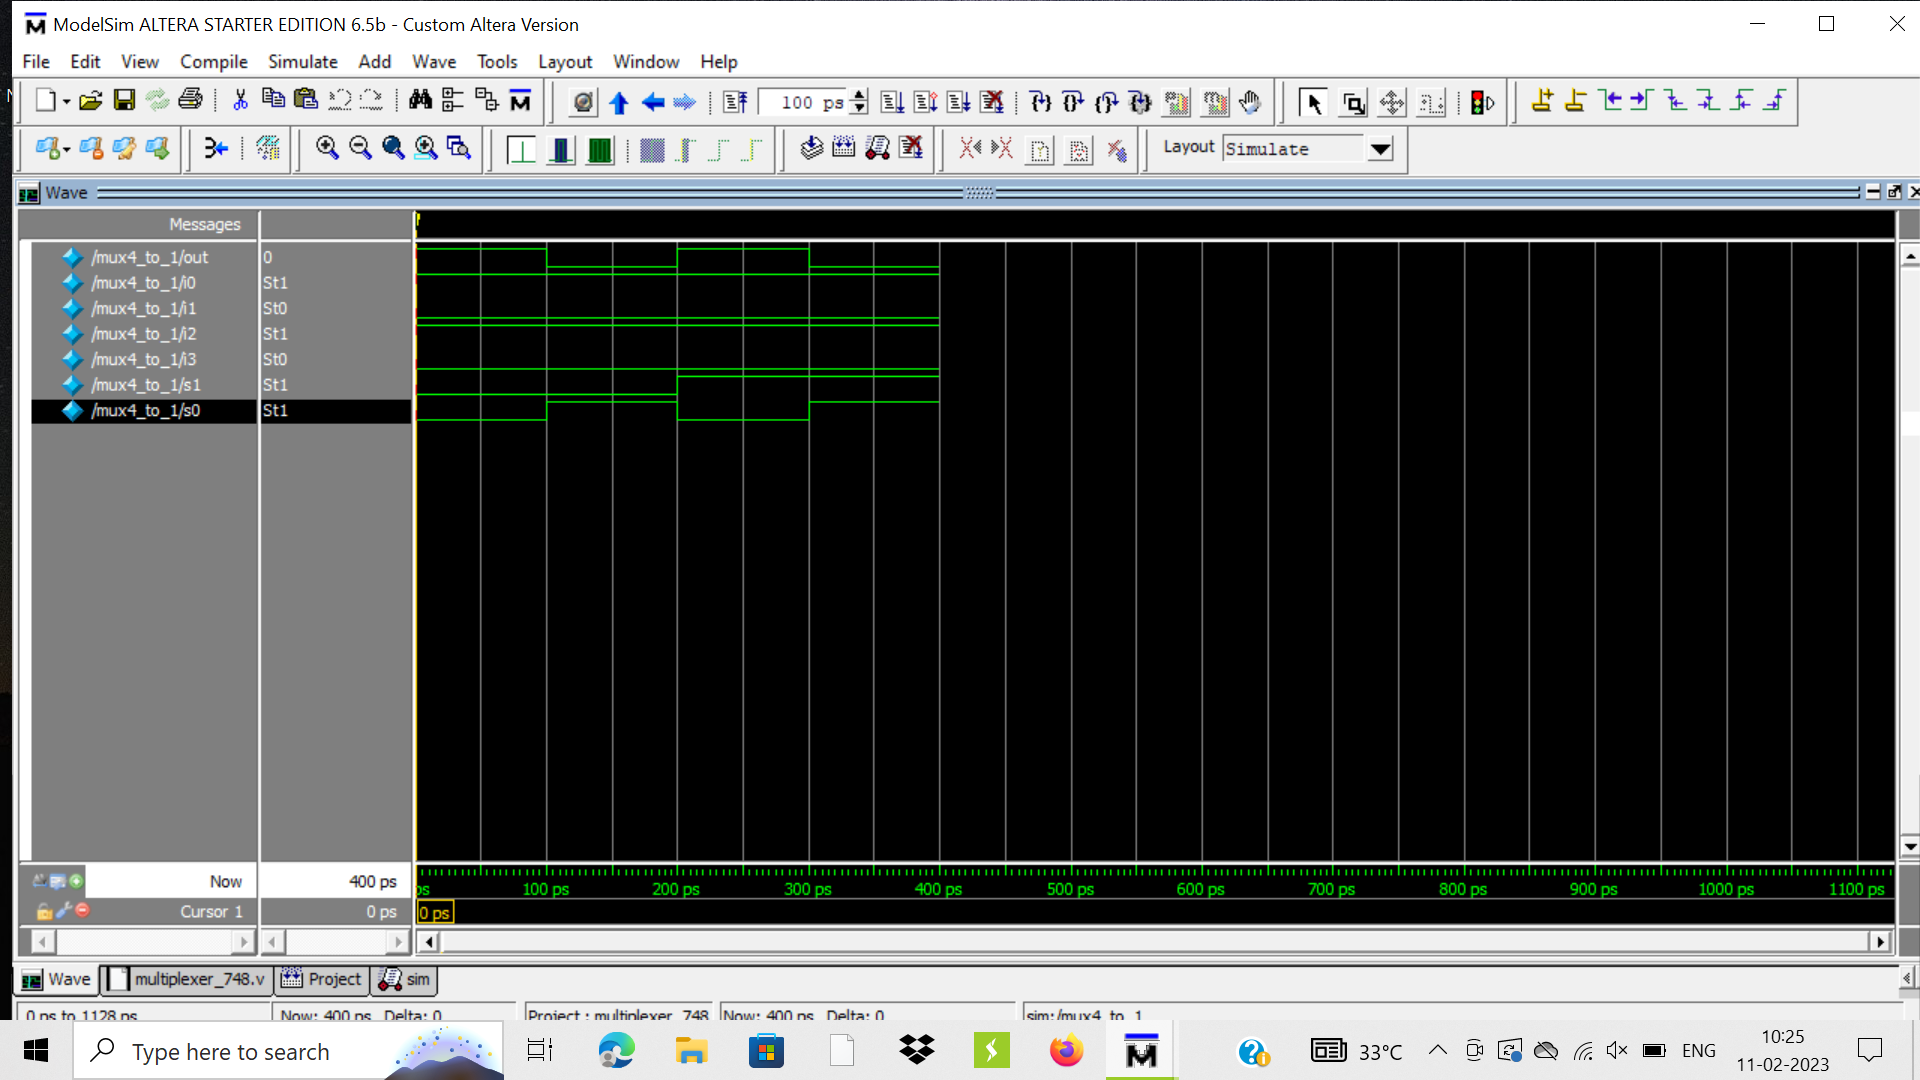 ModelSim ALTERA STARTER EDITION 6.5b - Custom Altera Version
File Edit View Compile Simulate Add Wave Tools Layout Window Help
100 ps
Layout Simulate
Wave
Messages
/mux4_to_1/out 0
/mux4_to_1/i0 St1
/mux4_to_1/i1 St0
/mux4_to_1/i2 St1
/mux4_to_1/i3 St0
/mux4_to_1/s1 St1
/mux4_to_1/s0 St1
Now 400 ps
ps 100 ps 200 ps 300 ps 400 ps 500 ps 600 ps 700 ps 800 ps 900 ps 1000 ps 1100 ps
Cursor 1 0 ps 0 ps
Wave multiplexer_748.v Project sim
0 ps to 1128 ps Now: 400 ps Delta: 0 Project : multiplexer_748 Now: 400 ps Delta: 0 sim:/mux4_to_1
Type here to search 33°C ENG 10:25
11-02-2023